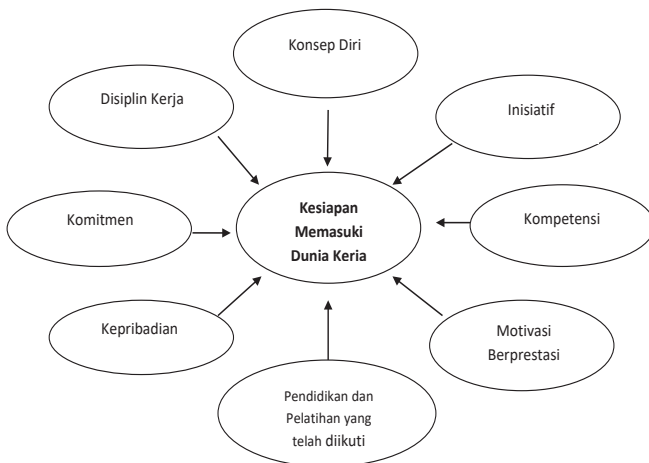 Konsep Diri
Disiplin Kerja
Inisiatif
Komitmen
Kesiapan
Memasuki
Dunia Keria
Kompetensi
Kepribadian
Motivasi
Berprestasi
Pendidikan dan
Pelatihan yang
telah diikuti